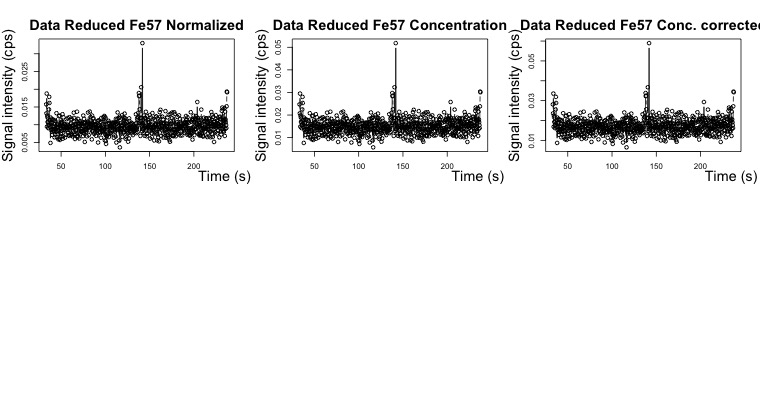 Data Reduced Fe57 Normalized
Signal intensity (cps)
0.005
0.015
0.025
50
100
150
200
Time (s)
Data Reduced Fe57 Concentration
Signal intensity (cps)
0.01
0.02
0.03
0.04
0.05
50
100
150
200
Time (s)
Data Reduced Fe57 Conc. corrected
Signal intensity (cps)
0.01
0.03
0.05
50
100
150
200
Time (s)